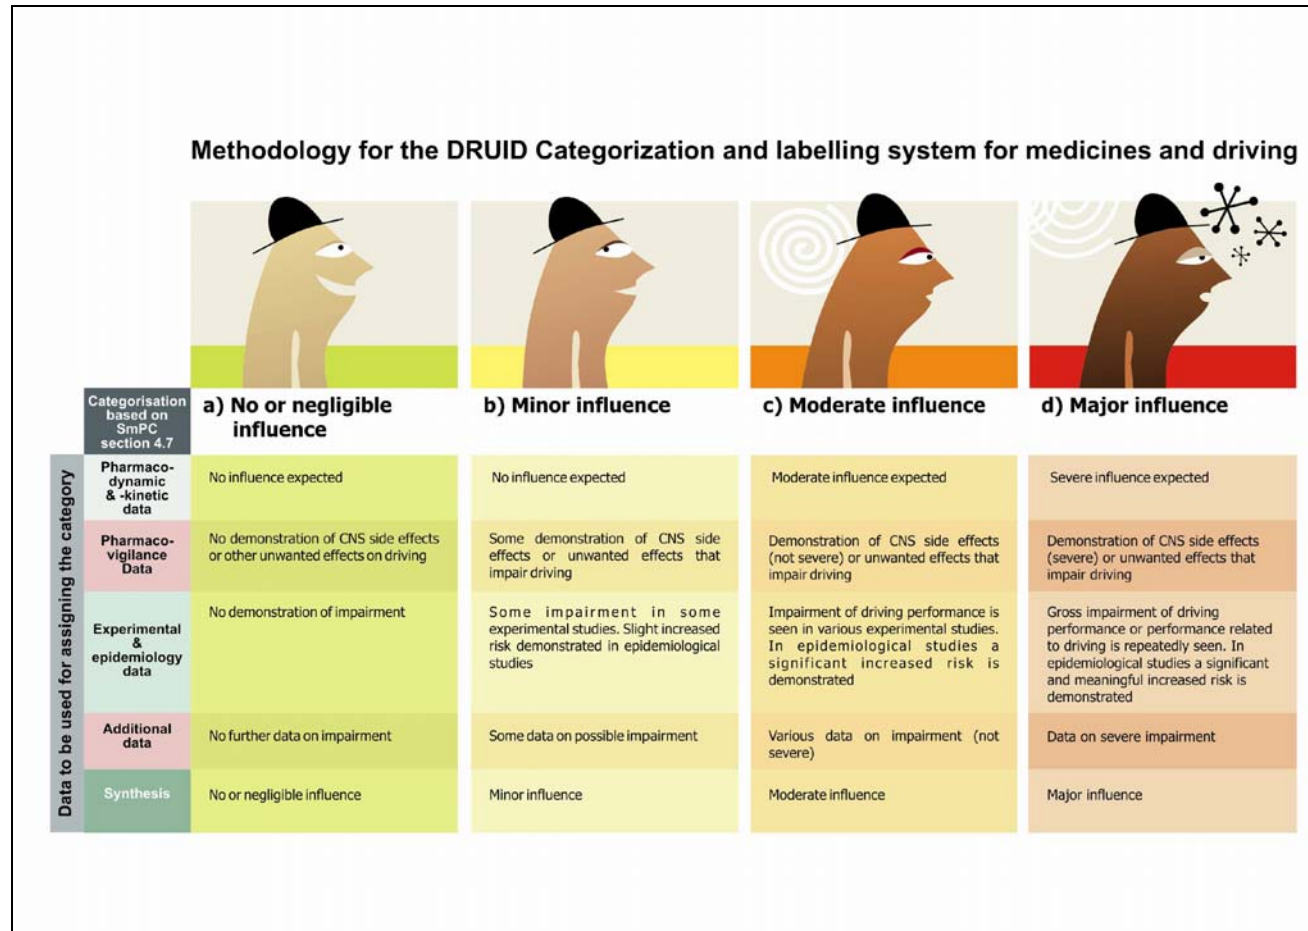 Methodology for the DRUID Categorization and labelling system for medicines and driving
Categorisation
based on
SmPC
section 4.7
a) No or negligible
influence
b) Minor influence
c) Moderate influence
d) Major influence
Data to be used for assigning the category
Pharmaco-
dynamic
& -kinetic
data
No influence expected
No influence expected
Moderate influence expected
Severe influence expected
Pharmaco-
vigilance
Data
No demonstration of CNS side effects
or other unwanted effects on driving
Some demonstration of CNS side
effects or unwanted effects that
impair driving
Demonstration of CNS side effects
(not severe) or unwanted effects that
impair driving
Demonstration of CNS side effects
(severe) or unwanted effects that
impair driving
Experimental
&
epidemiology
data
No demonstration of impairment
Some impairment in some
experimental studies. Slight increased
risk demonstrated in epidemiological
studies
Impairment of driving performance is
seen in various experimental studies.
In epidemiological studies a
significant increased risk is
demonstrated
Gross impairment of driving
performance or performance related
to driving is repeatedly seen. In
epidemiological studies a significant
and meaningful increased risk is
demonstrated
Additional
data
No further data on impairment
Some data on possible impairment
Various data on impairment (not
severe)
Data on severe impairment
Synthesis
No or negligible influence
Minor influence
Moderate influence
Major influence